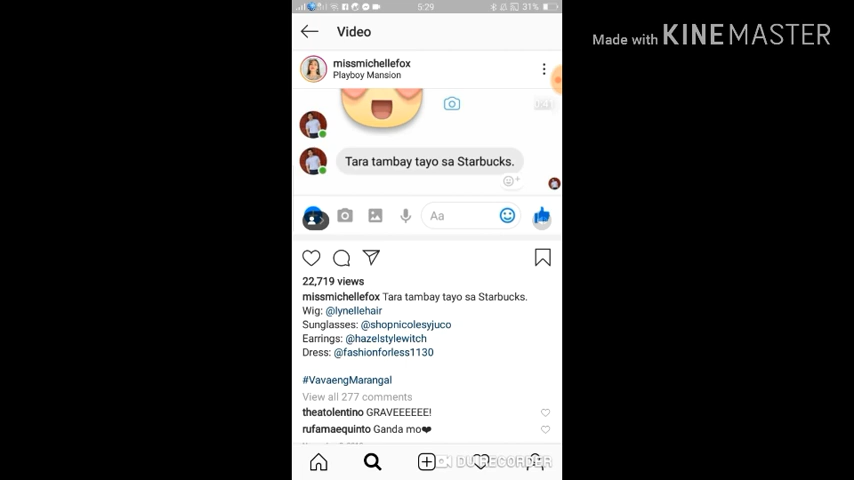 5:29
31%
Made with KINEMASTER
Video
missmichellefox
Playboy Mansion
Tara tambay tayo sa Starbucks.
Aa
22,719 views
missmichellefox Tara tambay tayo sa Starbucks.
Wig: @lynellehair
Sunglasses: @shopnicolesyjuco
Earrings: @hazelstylewitch
Dress: @fashionforless1130
#VavaengMarangal
View all 277 comments
theatolentino GRAVEEEEEE!
rufamaequinto Ganda mo❤
DU RECORDER